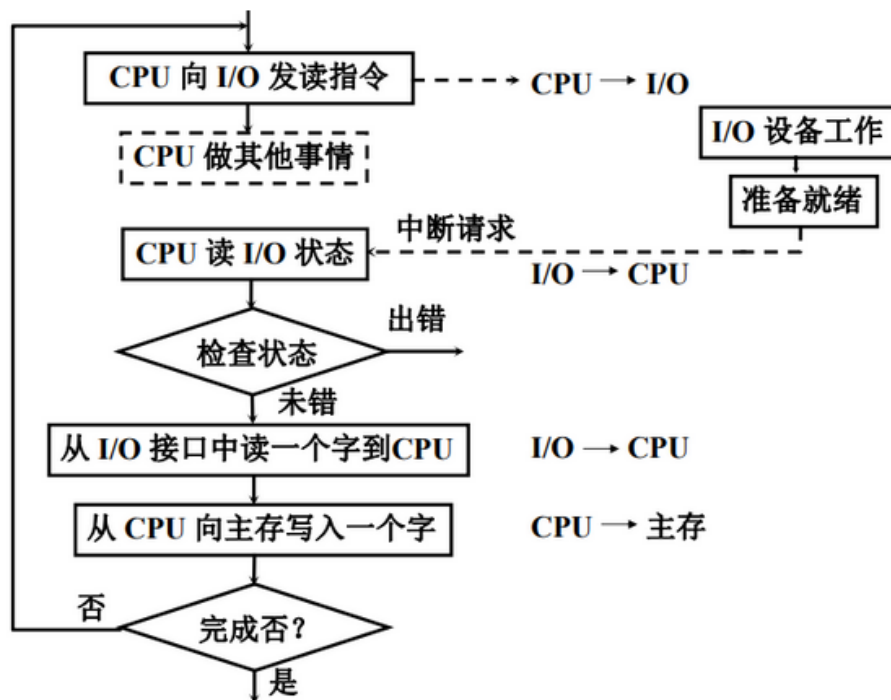 CPU 向 I/O 发读指令
CPU → I/O
I/O 设备工作
CPU 做其他事情
准备就绪
中断请求
CPU 读 I/O 状态
I/O → CPU
出错
检查状态
未错
从 I/O 接口中读一个字到CPU
I/O → CPU
从 CPU 向主存写入一个字
CPU → 主存
否
完成否?
是